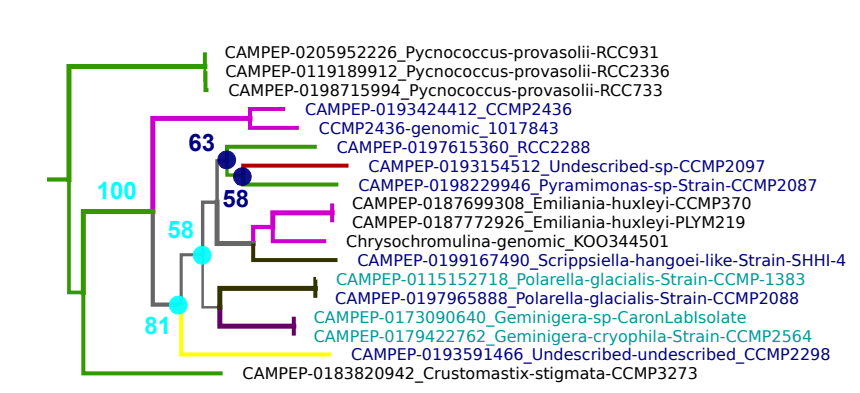 CAMPEP-0205952226_Pycnococcus-provasolii-RCC931
CAMPEP-0119189912_Pycnococcus-provasolii-RCC2336
CAMPEP-0198715994_Pycnococcus-provasolii-RCC733
CAMPEP-0193424412_CCMP2436
CCMP2436-genomic_1017843
63
CAMPEP-0197615360_RCC2288
CAMPEP-0193154512_Undescribed-sp-CCMP2097
CAMPEP-0198229946_Pyramimonas-sp-Strain-CCMP2087
100
58
CAMPEP-0187699308_Emiliania-huxleyi-CCMP370
CAMPEP-0187772926_Emiliania-huxleyi-PLYM219
58
Chrysochromulina-genomic_KOO344501
CAMPEP-0199167490_Scrippsiella-hangoei-like-Strain-SHHI-4
CAMPEP-0115152718_Polarella-glacialis-Strain-CCMP-1383
CAMPEP-0197965888_Polarella-glacialis-Strain-CCMP2088
CAMPEP-0173090640_Geminigera-sp-CaronLabIsolate
81
CAMPEP-0179422762_Geminigera-cryophila-Strain-CCMP2564
CAMPEP-0193591466_Undescribed-undescribed_CCMP2298
CAMPEP-0183820942_Crustomastix-stigmata-CCMP3273